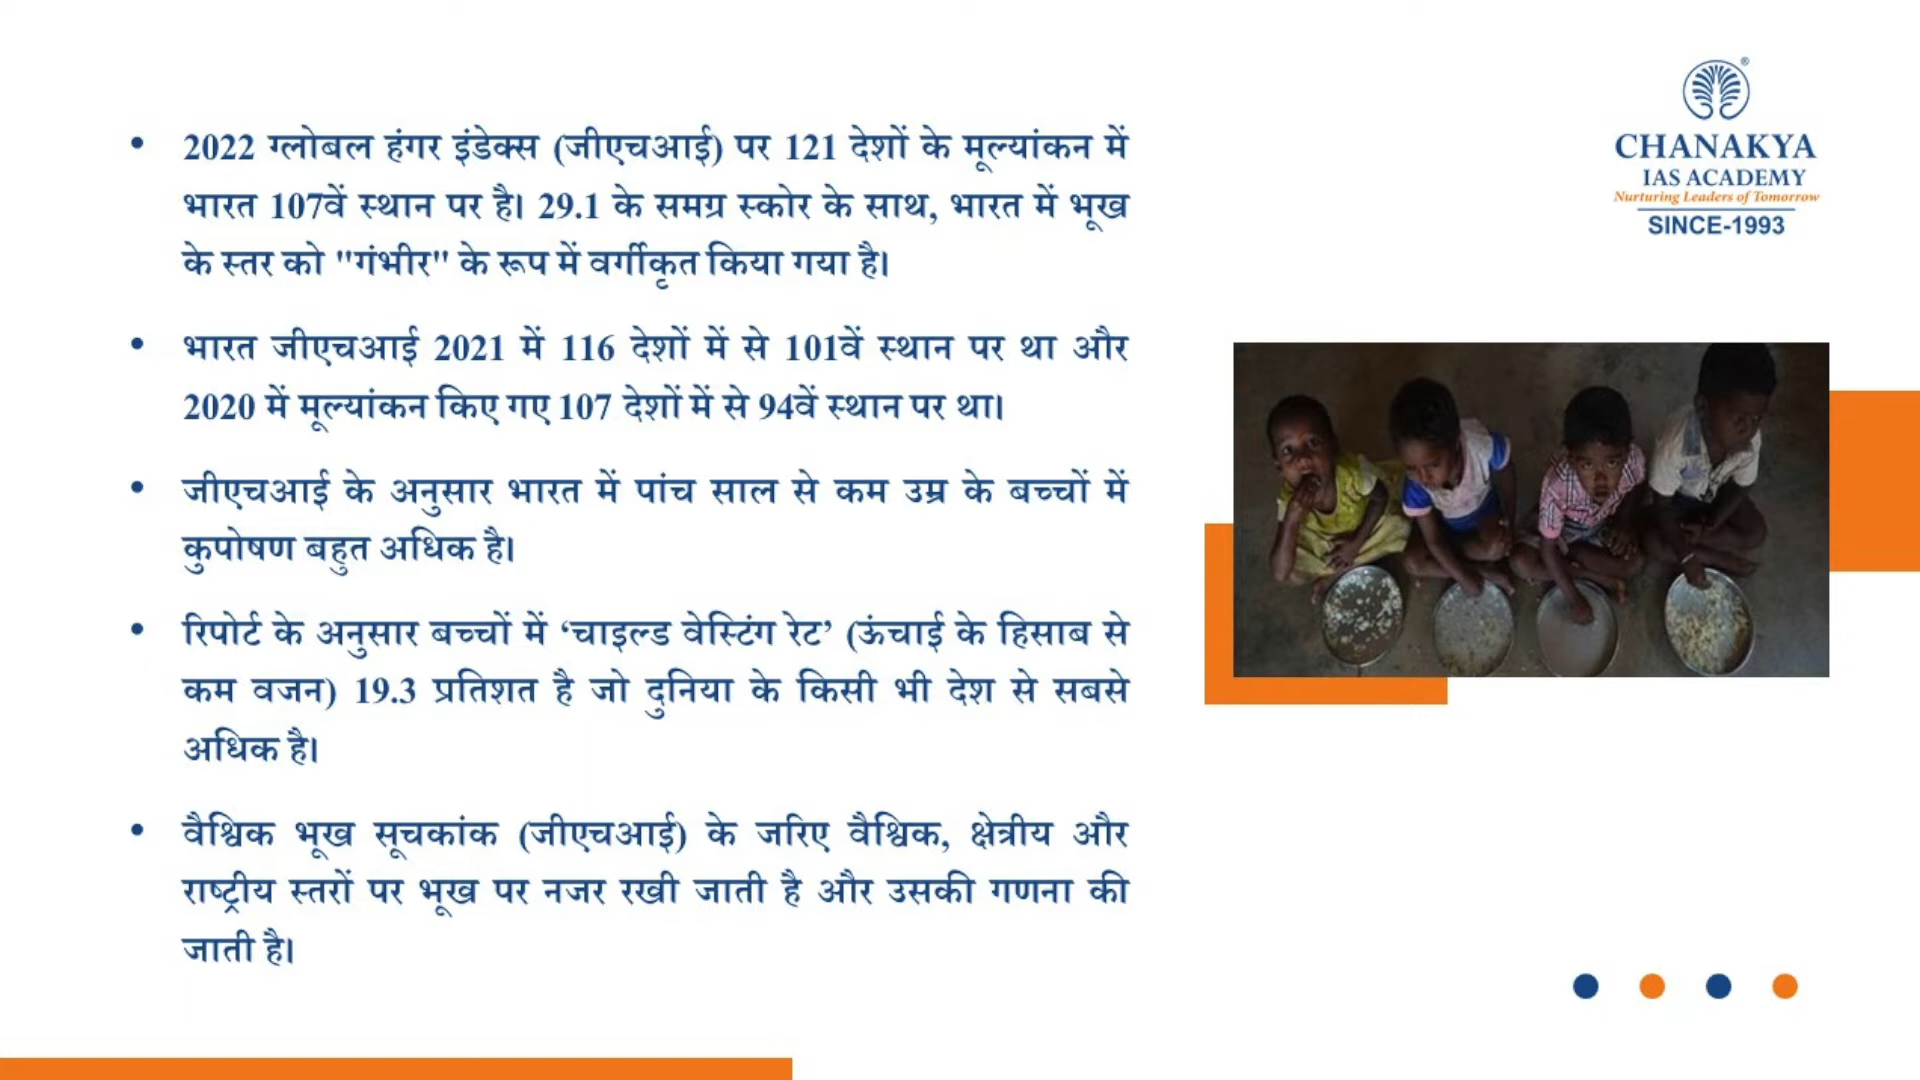 CHANAKYA
IAS ACADEMY
Nurturing Leaders of Tomorrow
SINCE-1993
• 2022 ग्लोबल हंगर इंडेक्स (जीएचआई) पर 121 देशों के मूल्यांकन में
भारत 107वें स्थान पर है। 29.1 के समग्र स्कोर के साथ, भारत में भूख
के स्तर को "गंभीर" के रूप में वर्गीकृत किया गया है।
• भारत जीएचआई 2021 में 116 देशों में से 101वें स्थान पर था और
2020 में मूल्यांकन किए गए 107 देशों में से 94वें स्थान पर था।
• जीएचआई के अनुसार भारत में पांच साल से कम उम्र के बच्चों में
कुपोषण बहुत अधिक है।
• रिपोर्ट के अनुसार बच्चों में ‘चाइल्ड वेस्टिंग रेट’ (ऊंचाई के हिसाब से
कम वजन) 19.3 प्रतिशत है जो दुनिया के किसी भी देश से सबसे
अधिक है।
• वैश्विक भूख सूचकांक (जीएचआई) के जरिए वैश्विक, क्षेत्रीय और
राष्ट्रीय स्तरों पर भूख पर नजर रखी जाती है और उसकी गणना की
जाती है।